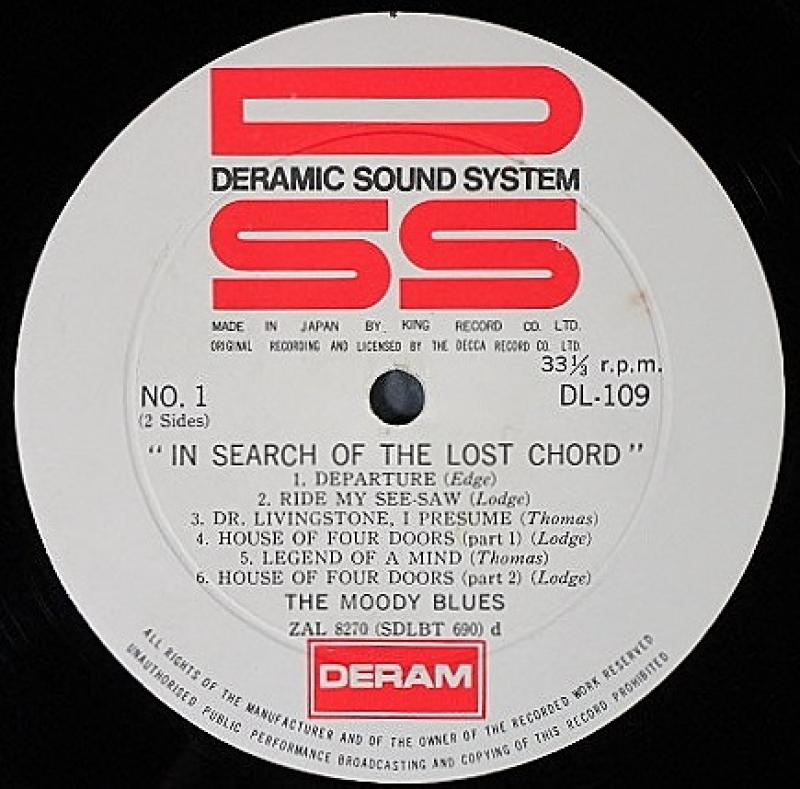 D
DERAMIC SOUND SYSTEM
SS
MADE IN JAPAN BY KING RECORD CO. LTD.
ORIGINAL RECORDING AND LICENSED BY THE DECCA RECORD CO. LTD.
33⅓ r.p.m.
NO. 1 DL-109
(2 Sides)
"IN SEARCH OF THE LOST CHORD"
1. DEPARTURE (Edge)
2. RIDE MY SEE-SAW (Lodge)
3. DR. LIVINGSTONE, I PRESUME (Thomas)
4. HOUSE OF FOUR DOORS (part 1) (Lodge)
5. LEGEND OF A MIND (Thomas)
6. HOUSE OF FOUR DOORS (part 2) (Lodge)
THE MOODY BLUES
ZAL 8270 (SDLBT 690) d
DERAM
ALL RIGHTS OF THE MANUFACTURER AND OF THE OWNER OF THE RECORDED WORK RESERVED
UNAUTHORISED PUBLIC PERFORMANCE BROADCASTING AND COPYING OF THIS RECORD PROHIBITED